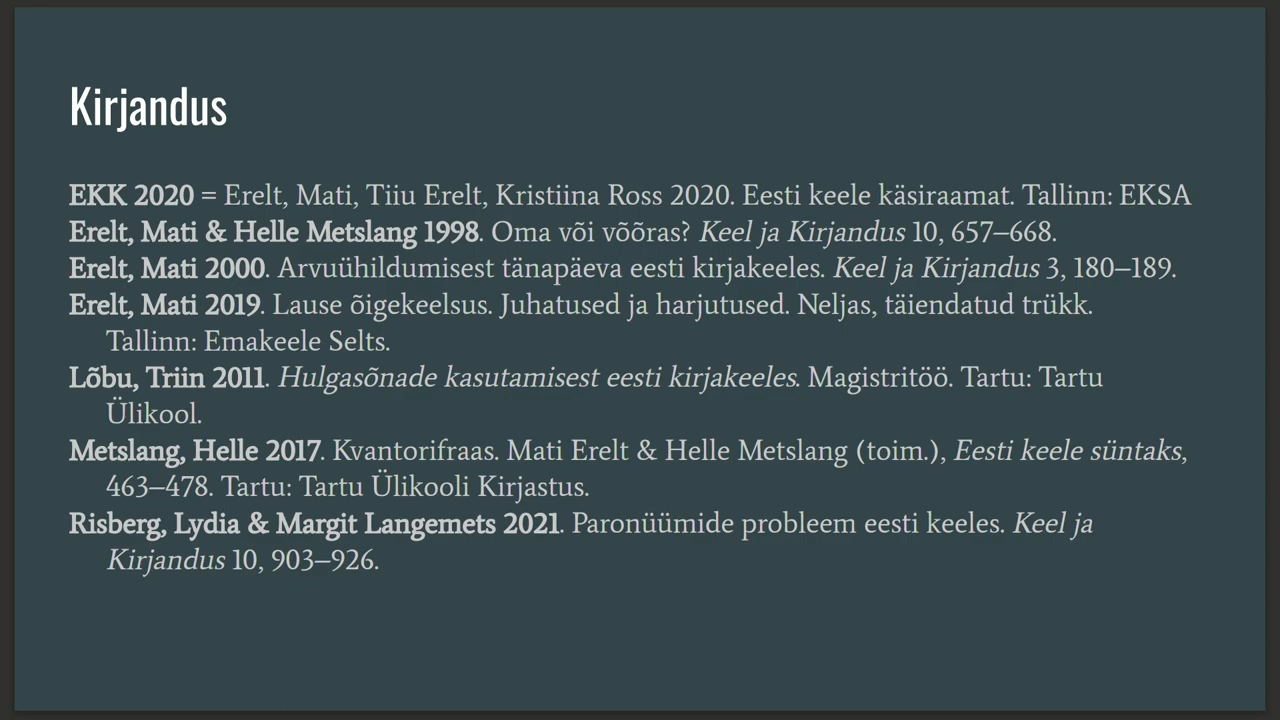 Kirjandus
EKK 2020 = Erelt, Mati, Tiiu Erelt, Kristiina Ross 2020. Eesti keele käsiraamat. Tallinn: EKSA
Erelt, Mati & Helle Metslang 1998. Oma või võõras? Keel ja Kirjandus 10, 657–668.
Erelt, Mati 2000. Arvuühildumisest tänapäeva eesti kirjakeeles. Keel ja Kirjandus 3, 180–189.
Erelt, Mati 2019. Lause õigekeelsus. Juhatused ja harjutused. Neljas, täiendatud trükk.
Tallinn: Emakeele Selts.
Lõbu, Triin 2011. Hulgasõnade kasutamisest eesti kirjakeeles. Magistritöö. Tartu: Tartu
Ülikool.
Metslang, Helle 2017. Kvantorifraas. Mati Erelt & Helle Metslang (toim.), Eesti keele süntaks,
463–478. Tartu: Tartu Ülikooli Kirjastus.
Risberg, Lydia & Margit Langemets 2021. Paronüümide probleem eesti keeles. Keel ja
Kirjandus 10, 903–926.